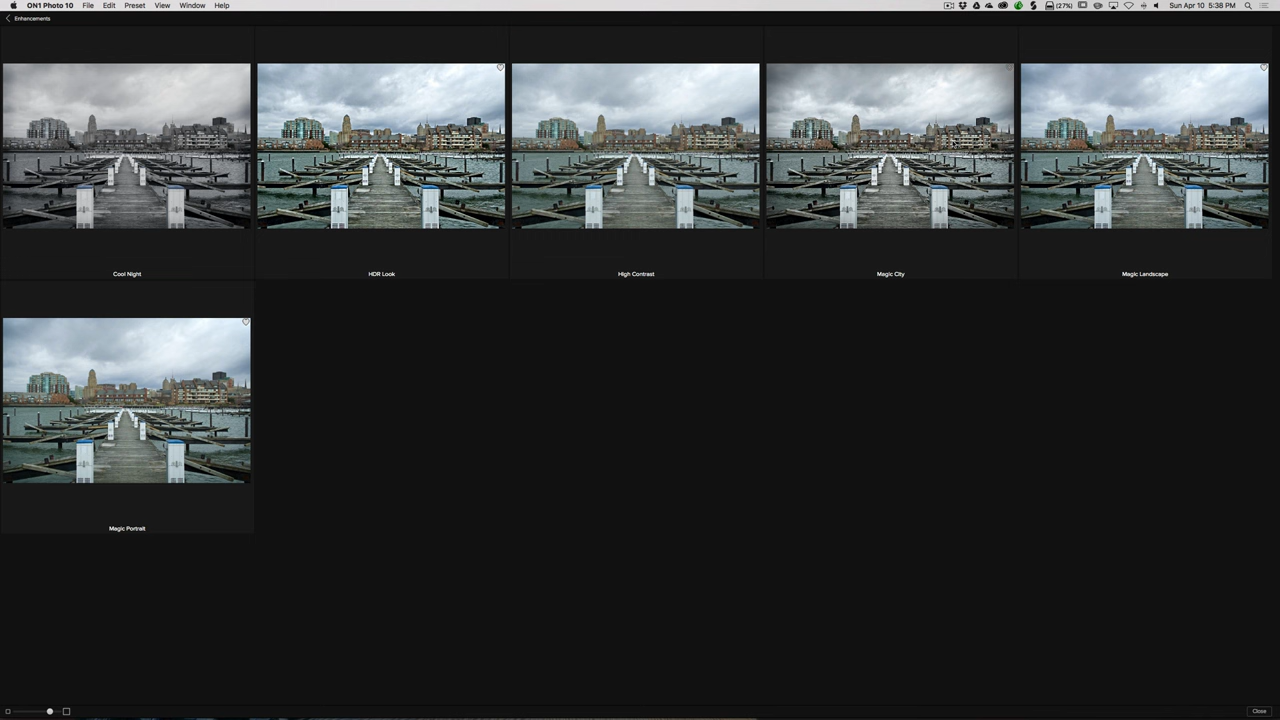 ON1 Photo 10 File Edit Preset View Window Help (27%) Sun Apr 10 5:38 PM
Enhancements
Cool Night HDR Look High Contrast Magic City Magic Landscape
Magic Portrait
Close